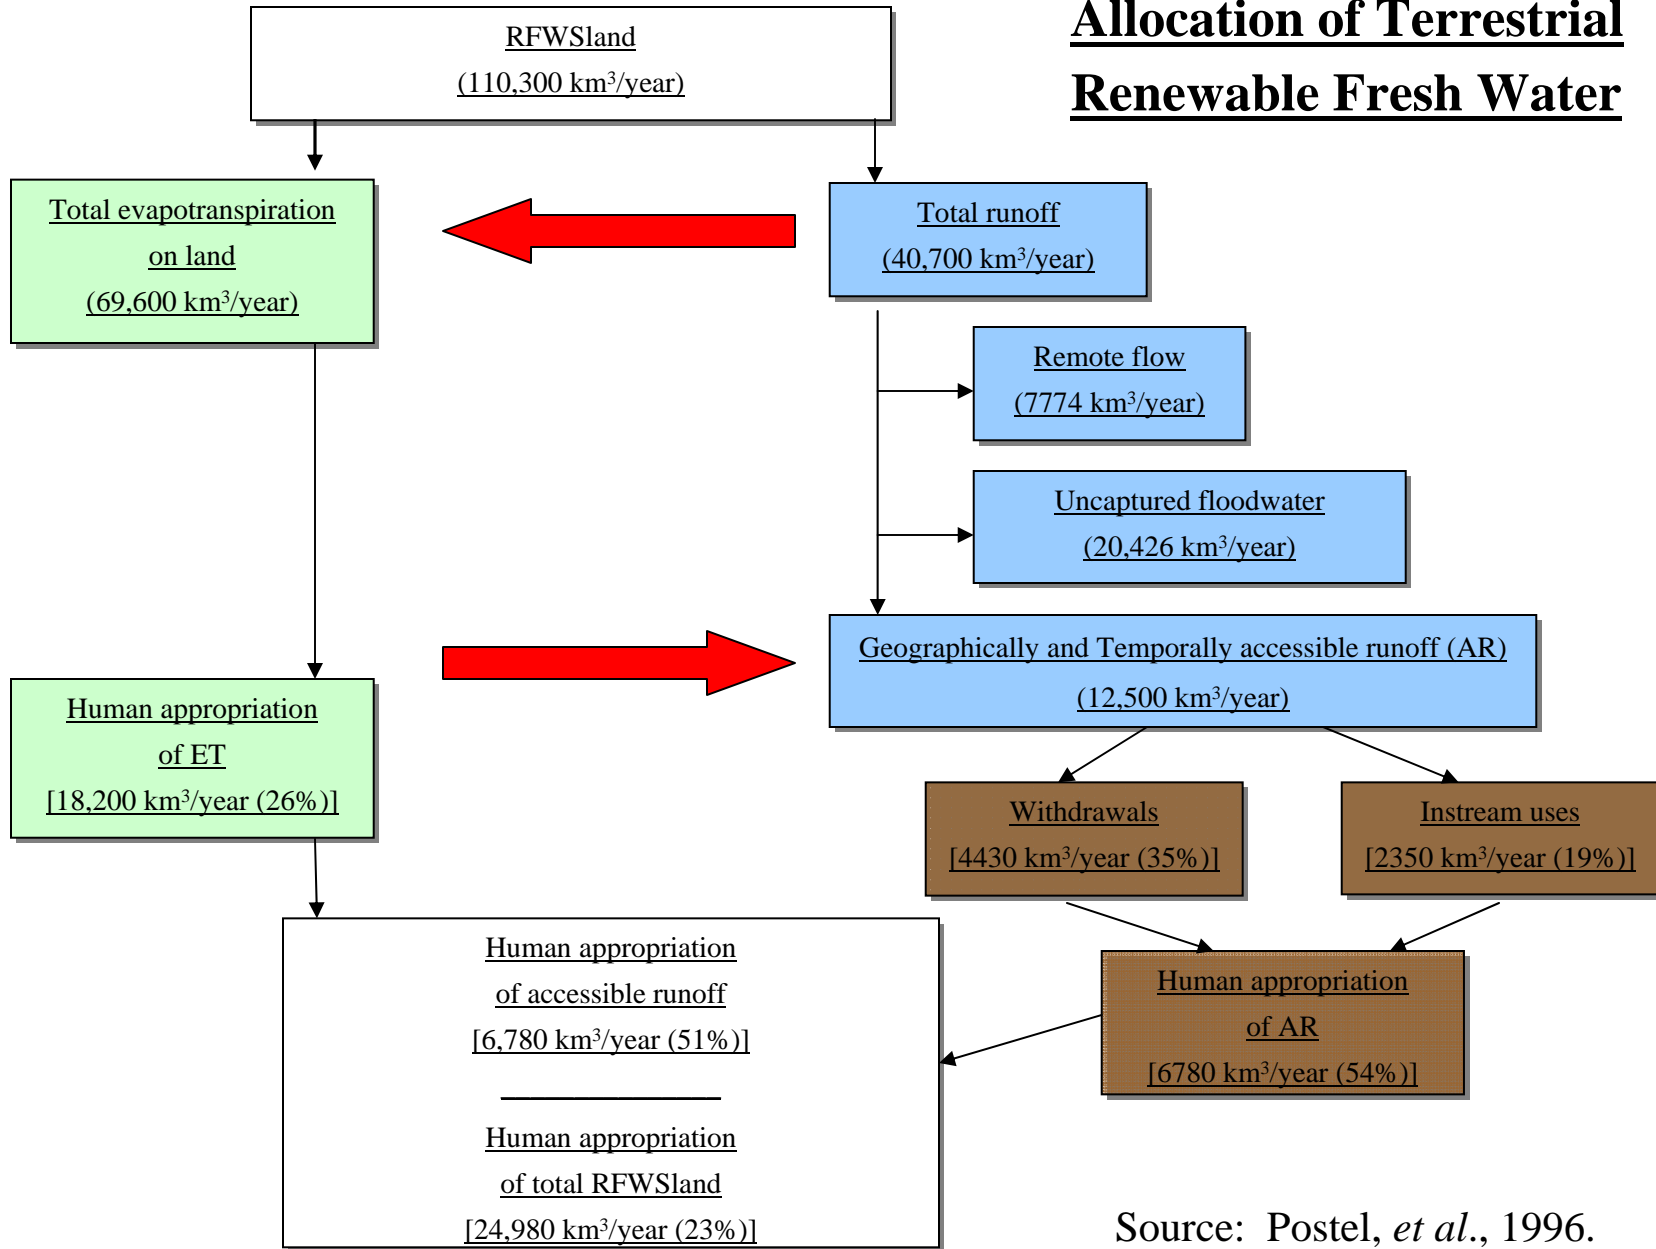 Allocation of Terrestrial
Renewable Fresh Water
RFWSland
(110,300 km³/year)
Total evapotranspiration
on land
(69,600 km³/year)
Total runoff
(40,700 km³/year)
Remote flow
(7774 km³/year)
Uncaptured floodwater
(20,426 km³/year)
Geographically and Temporally accessible runoff (AR)
(12,500 km³/year)
Human appropriation
of ET
[18,200 km³/year (26%)]
Withdrawals
[4430 km³/year (35%)]
Instream uses
[2350 km³/year (19%)]
Human appropriation
of accessible runoff
[6,780 km³/year (51%)]
Human appropriation
of total RFWSland
[24,980 km³/year (23%)]
Human appropriation
of AR
[6780 km³/year (54%)]
Source: Postel, et al., 1996.